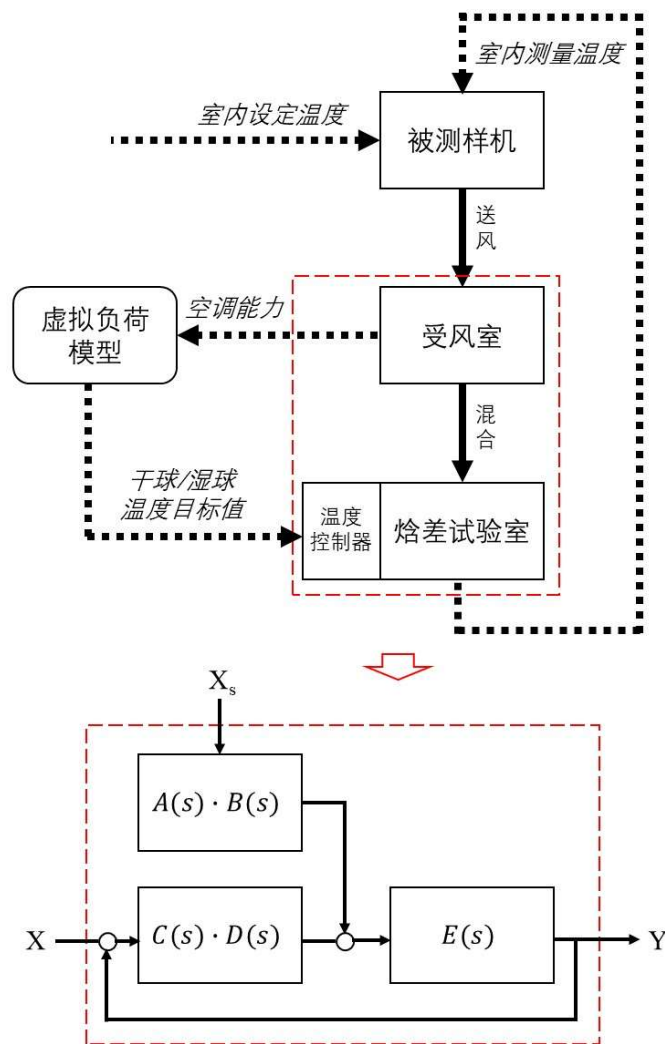 室内测量温度
室内设定温度
被测样机
送
风
虚拟负荷
模型
空调能力
受风室
混
合
干球/湿球
温度目标值
温度
控制器
焓差试验室
Xs
A(s) · B(s)
X
C(s) · D(s)
E(s)
Y